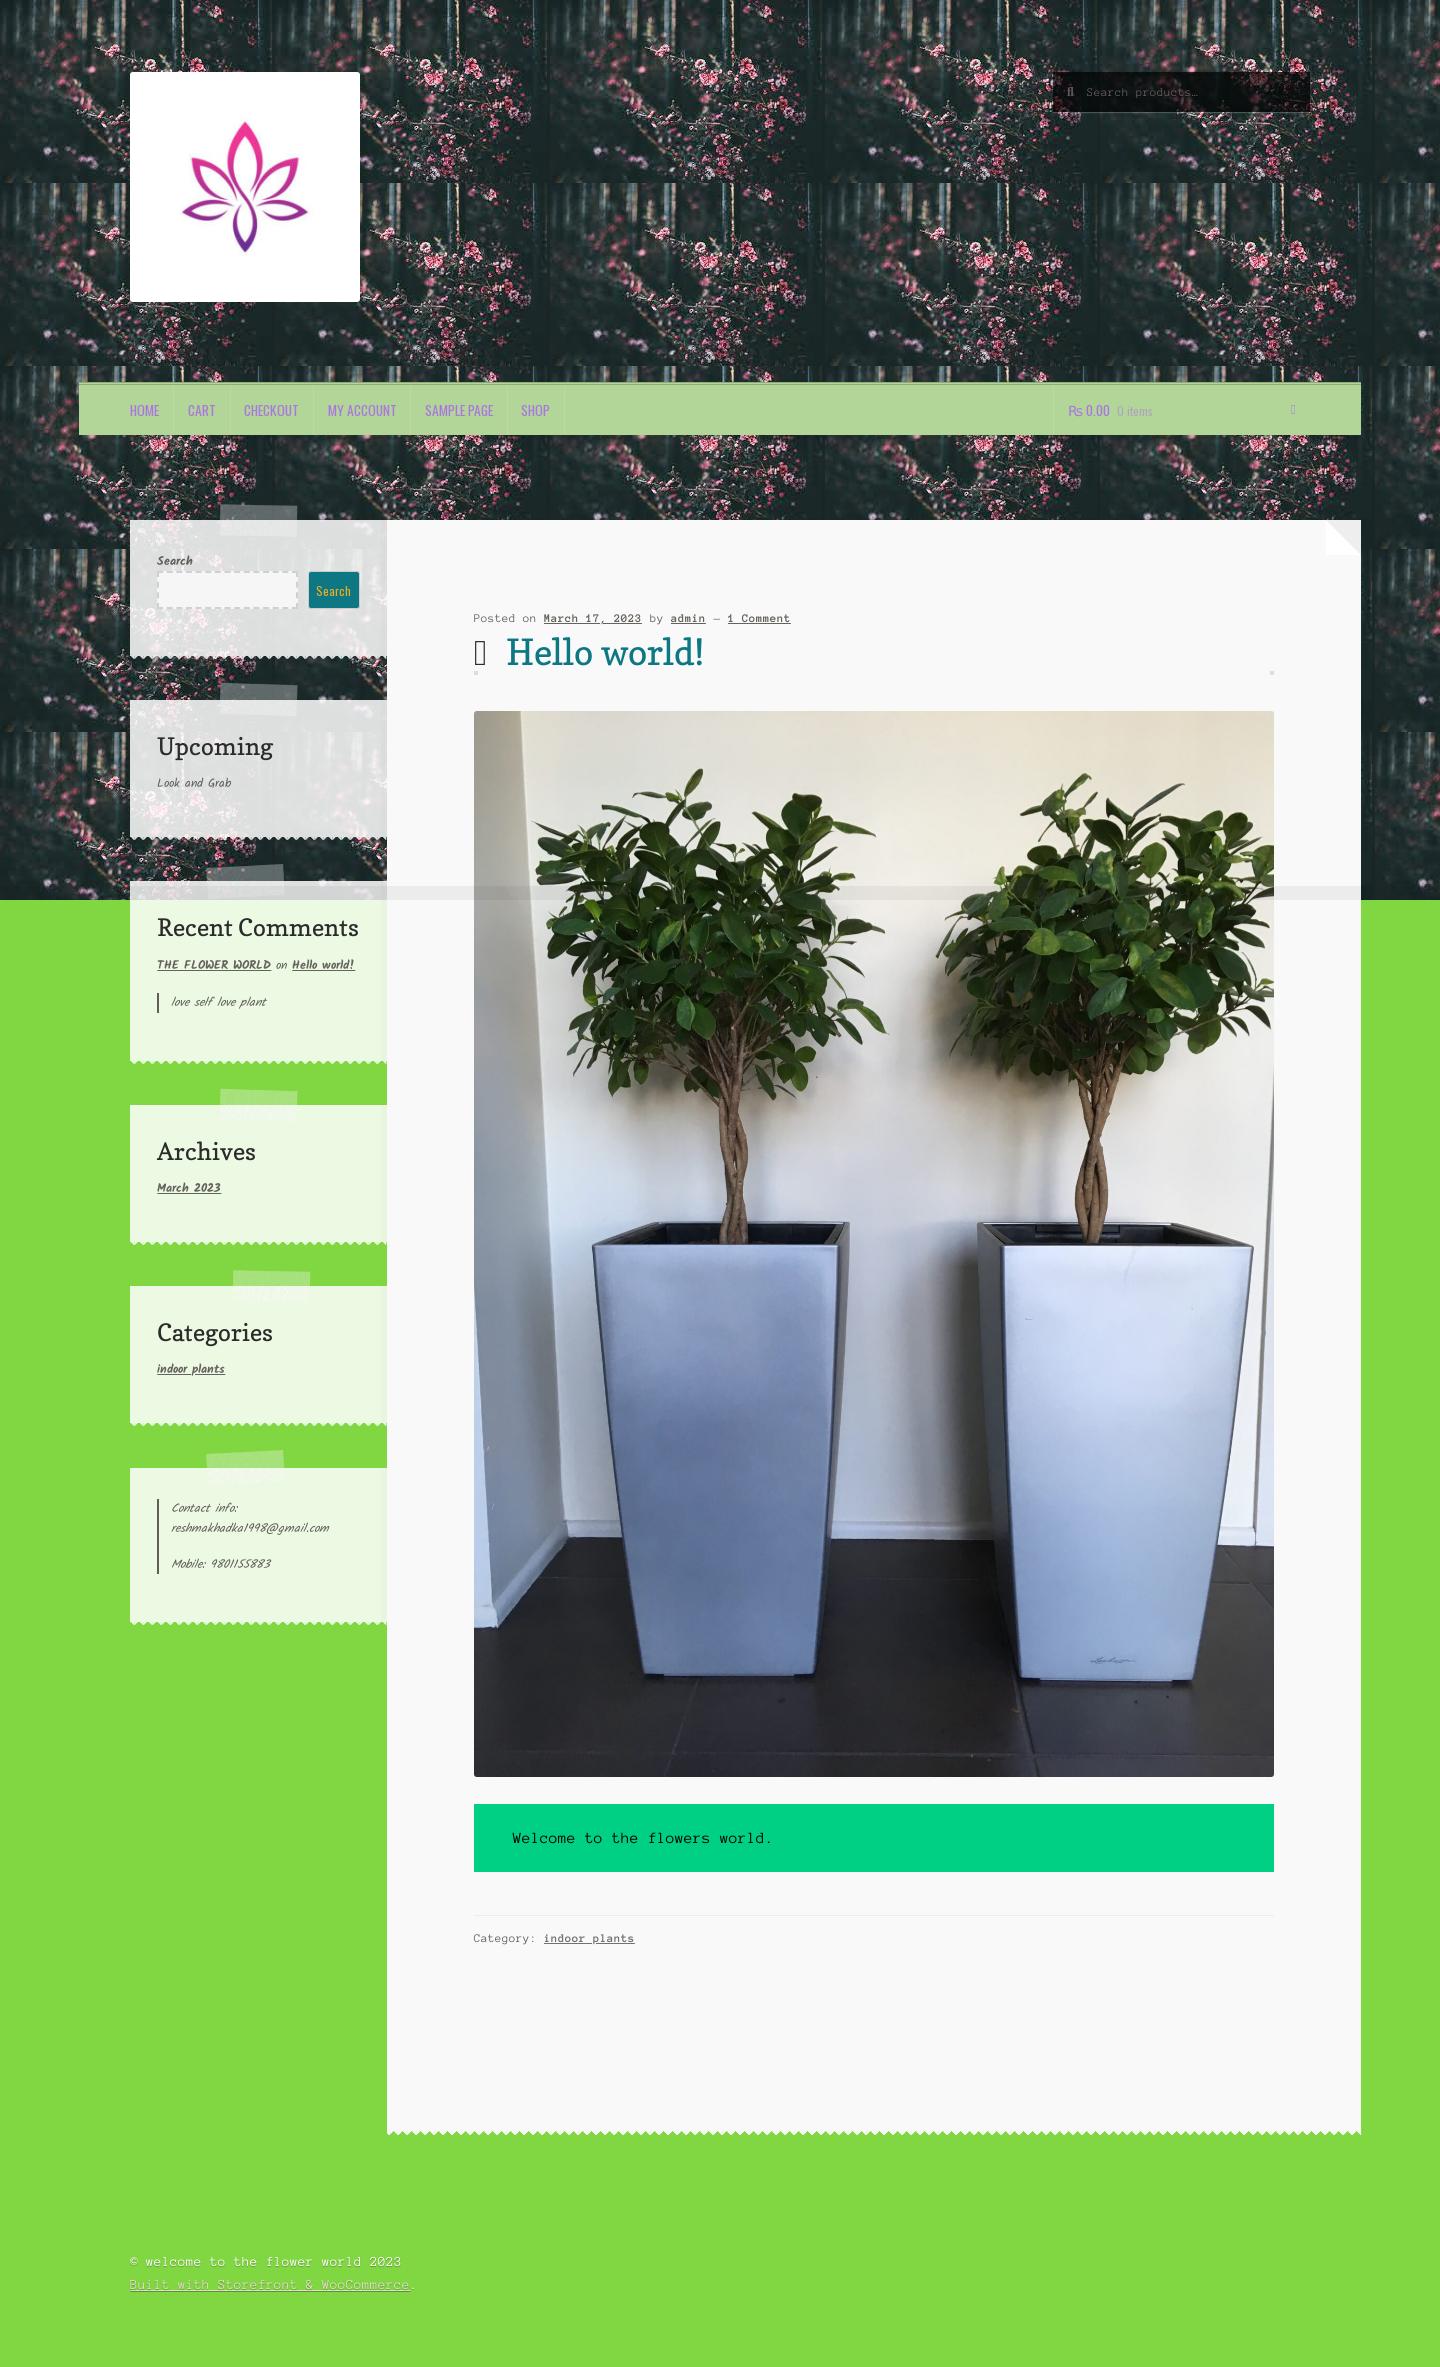 Search products…
HOME
CART
CHECKOUT
MY ACCOUNT
SAMPLE PAGE
SHOP
₨ 0.00 0 items
Search
Search
Upcoming
Look and Grab
Recent Comments
THE FLOWER WORLD on Hello world!
love self love plant
Archives
March 2023
Categories
indoor plants
Contact info:
reshmakhadka1998@gmail.com
Mobile: 9801155883
Posted on March 17, 2023 by admin — 1 Comment
Hello world!
Welcome to the flowers world.
Category: indoor plants
© welcome to the flower world 2023
Built with Storefront & WooCommerce.